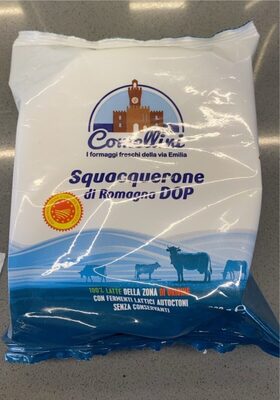 Comellini
I formaggi freschi della via Emilia
Squacquerone
di Romagna DOP
100% LATTE DELLA ZONA DI ORIGINE
CON FERMENTI LATTICI AUTOCTONI
SENZA CONSERVANTI